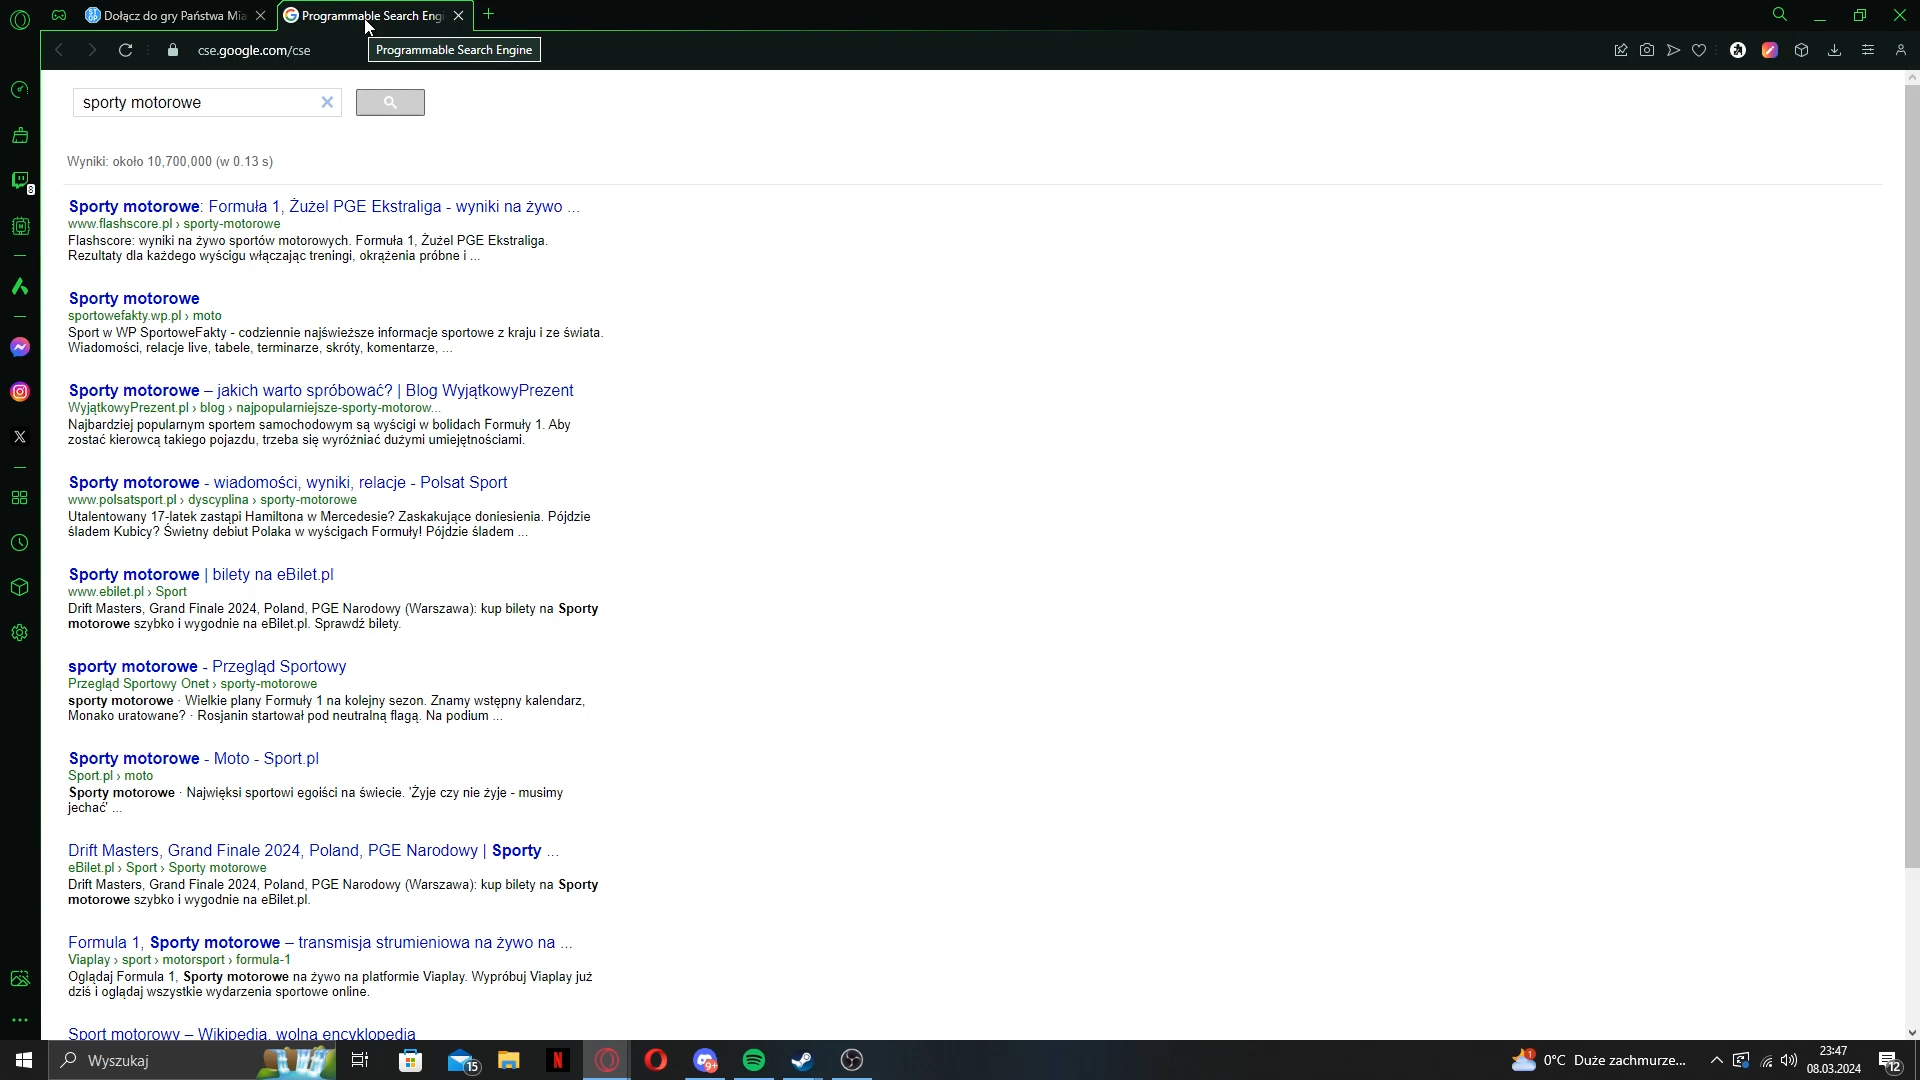 Dołącz do gry Państwa Mia
Programmable Search Engi
cse.google.com/cse
Programmable Search Engine
8
sporty motorowe
Wyniki: około 10,700,000 (w 0.13 s)
Sporty motorowe: Formuła 1, Żużel PGE Ekstraliga - wyniki na żywo ...
www.flashscore.pl › sporty-motorowe
Flashscore: wyniki na żywo sportów motorowych. Formuła 1, Żużel PGE Ekstraliga.
Rezultaty dla każdego wyścigu włączając treningi, okrążenia próbne i ...
Sporty motorowe
sportowefakty.wp.pl › moto
Sport w WP SportoweFakty - codziennie najświeższe informacje sportowe z kraju i ze świata.
Wiadomości, relacje live, tabele, terminarze, skróty, komentarze, ...
Sporty motorowe – jakich warto spróbować? | Blog WyjątkowyPrezent
WyjątkowyPrezent.pl › blog › najpopularniejsze-sporty-motorow...
Najbardziej popularnym sportem samochodowym są wyścigi w bolidach Formuły 1. Aby
zostać kierowcą takiego pojazdu, trzeba się wyróżniać dużymi umiejętnościami.
Sporty motorowe - wiadomości, wyniki, relacje - Polsat Sport
www.polsatsport.pl › dyscyplina › sporty-motorowe
Utalentowany 17-latek zastąpi Hamiltona w Mercedesie? Zaskakujące doniesienia. Pójdzie
śladem Kubicy? Świetny debiut Polaka w wyścigach Formuły! Pójdzie śladem ...
Sporty motorowe | bilety na eBilet.pl
www.ebilet.pl › Sport
Drift Masters, Grand Finale 2024, Poland, PGE Narodowy (Warszawa): kup bilety na Sporty
motorowe szybko i wygodnie na eBilet.pl. Sprawdź bilety.
sporty motorowe - Przegląd Sportowy
Przegląd Sportowy Onet › sporty-motorowe
sporty motorowe · Wielkie plany Formuły 1 na kolejny sezon. Znamy wstępny kalendarz,
Monako uratowane? · Rosjanin startował pod neutralną flagą. Na podium ...
Sporty motorowe - Moto - Sport.pl
Sport.pl › moto
Sporty motorowe · Najwięksi sportowi egoiści na świecie. 'Żyje czy nie żyje - musimy
jechać' ...
Drift Masters, Grand Finale 2024, Poland, PGE Narodowy | Sporty ...
eBilet.pl › Sport › Sporty motorowe
Drift Masters, Grand Finale 2024, Poland, PGE Narodowy (Warszawa): kup bilety na Sporty
motorowe szybko i wygodnie na eBilet.pl.
Formula 1, Sporty motorowe – transmisja strumieniowa na żywo na ...
Viaplay › sport › motorsport › formula-1
Oglądaj Formula 1, Sporty motorowe na żywo na platformie Viaplay. Wypróbuj Viaplay już
dziś i oglądaj wszystkie wydarzenia sportowe online.
Sport motorowy – Wikipedia, wolna encyklopedia
Wyszukaj
15
9+
1
0°C Duże zachmurze...
23:47
08.03.2024
12